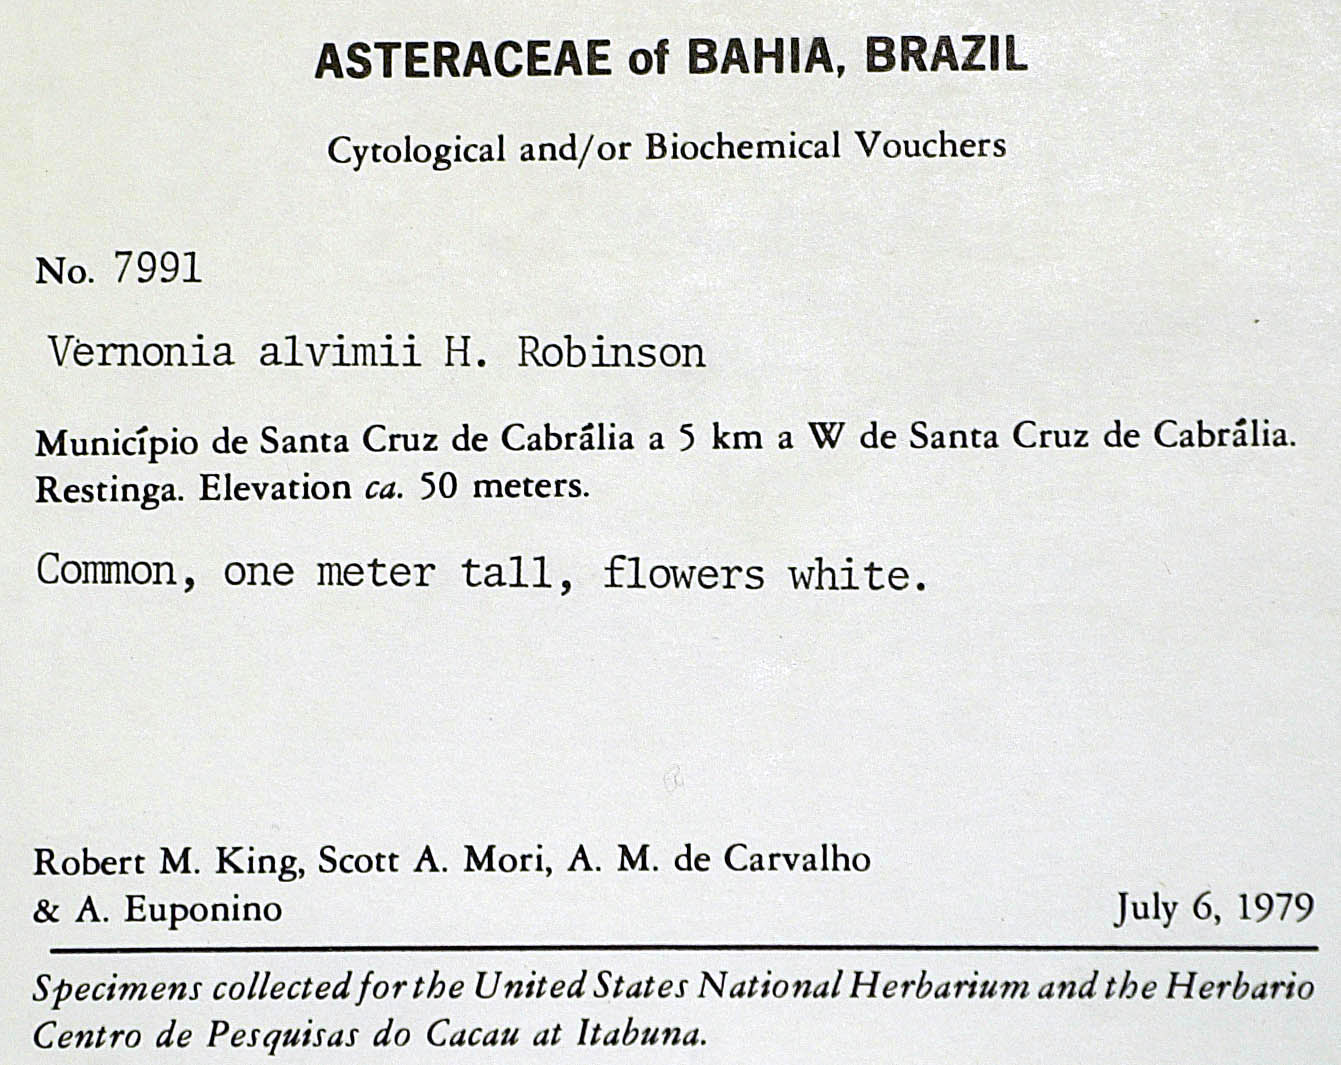 ASTERACEAE of BAHIA, BRAZIL
Cytological and/or Biochemical Vouchers
No. 7991
Vernonia alvimii H. Robinson
Município de Santa Cruz de Cabrália a 5 km a W de Santa Cruz de Cabrália.
Restinga. Elevation ca. 50 meters.
Common, one meter tall, flowers white.
Robert M. King, Scott A. Mori, A. M. de Carvalho
& A. Euponino July 6, 1979
Specimens collected for the United States National Herbarium and the Herbario
Centro de Pesquisas do Cacau at Itabuna.